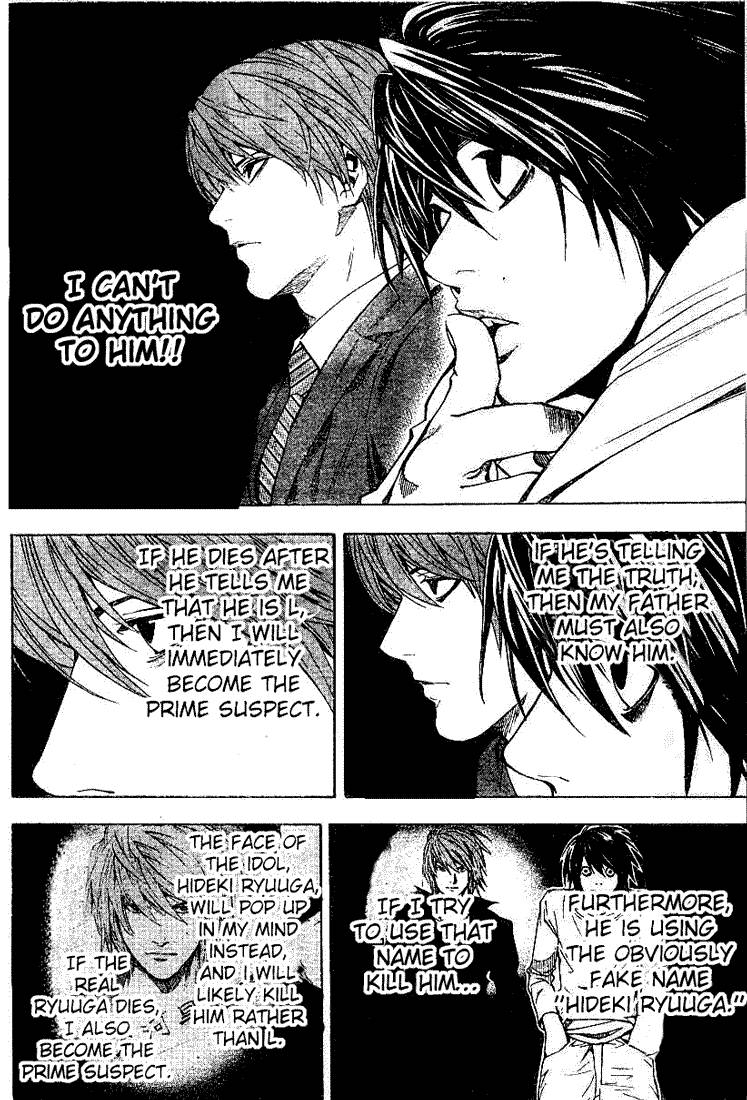 I CAN'T
DO ANYTHING
TO HIM!!
IF HE'S TELLING
ME THE TRUTH,
THEN MY FATHER
MUST ALSO
KNOW HIM.
IF HE DIES AFTER
HE TELLS ME
THAT HE IS L,
THEN I WILL
IMMEDIATELY
BECOME THE
PRIME SUSPECT.
FURTHERMORE,
HE IS USING
THE OBVIOUSLY
FAKE NAME
"HIDEKI RYUUGA."
IF I TRY
TO USE THAT
NAME TO
KILL HIM...
THE FACE OF
THE IDOL,
HIDEKI RYUUGA,
WILL POP UP
IN MY MIND
INSTEAD,
AND I WILL
LIKELY KILL
HIM RATHER
THAN L.
IF THE
REAL
RYUUGA DIES,
I ALSO
BECOME THE
PRIME SUSPECT.